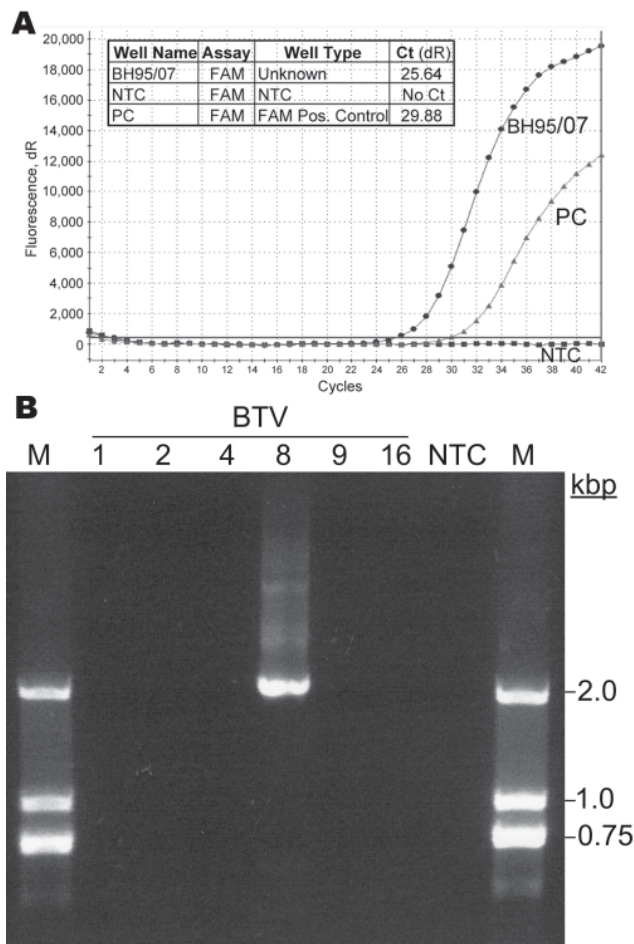 A
20,000
18,000
16,000
14,000
12,000
10,000
8,000
6,000
4,000
2,000
0
Fluorescence, dR
Well Name Assay Well Type Ct (dR)
BH95/07 FAM Unknown 25.64
NTC FAM NTC No Ct
PC FAM FAM Pos. Control 29.88
BH95/07
PC
NTC
2 4 6 8 10 12 14 16 18 20 22 24 26 28 30 32 34 36 38 40 42
Cycles
B
BTV
M 1 2 4 8 9 16 NTC M
kbp
2.0
1.0
0.75